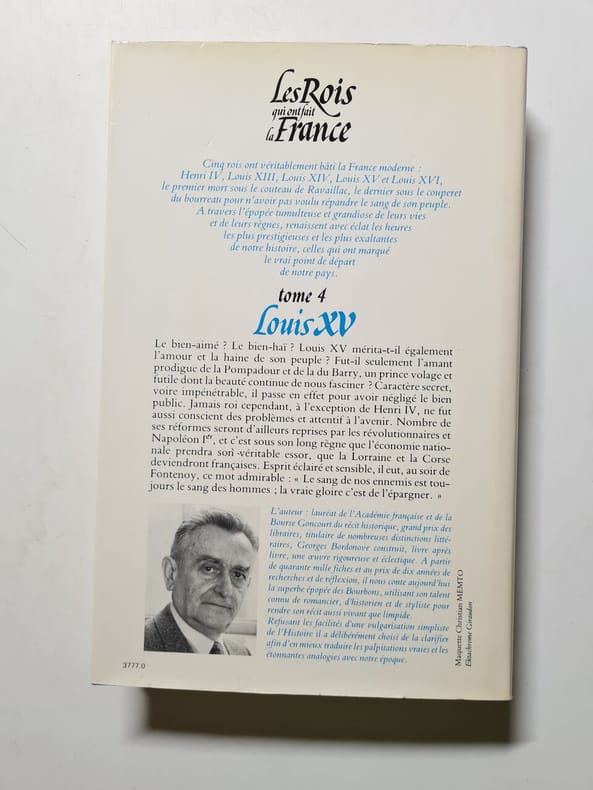 Les Rois
qui ont fait
la France
Cinq rois ont véritablement bâti la France moderne :
Henri IV, Louis XIII, Louis XIV, Louis XV et Louis XVI,
le premier mort sous le couteau de Ravaillac, le dernier sous le couperet
du bourreau pour n'avoir pas voulu répandre le sang de son peuple.
A travers l'épopée tumulteuse et grandiose de leurs vies
et de leurs règnes, renaissent avec éclat les heures
les plus prestigieuses et les plus exaltantes
de notre histoire, celles qui ont marqué
le vrai point de départ
de notre pays.
tome 4
Louis XV
Le bien-aimé ? Le bien-haï ? Louis XV mérita-t-il également
l'amour et la haine de son peuple ? Fut-il seulement l'amant
prodigue de la Pompadour et de la du Barry, un prince volage et
futile dont la beauté continue de nous fasciner ? Caractère secret,
voire impénétrable, il passe en effet pour avoir négligé le bien
public. Jamais roi cependant, à l'exception de Henri IV, ne fut
aussi conscient des problèmes et attentif à l'avenir. Nombre de
ses réformes seront d'ailleurs reprises par les révolutionnaires et
Napoléon Ier, et c'est sous son long règne que l'économie natio-
nale prendra son véritable essor, que la Lorraine et la Corse
deviendront françaises. Esprit éclairé et sensible, il eut, au soir de
Fontenoy, ce mot admirable : « Le sang de nos ennemis est tou-
jours le sang des hommes ; la vraie gloire c'est de l'épargner. »
L'auteur : lauréat de l'Académie française et de la
Bourse Goncourt du récit historique, grand prix des
libraires, titulaire de nombreuses distinctions litté-
raires, Georges Bordonove construit, livre après
livre, une œuvre rigoureuse et éclectique. A partir
de quarante mille fiches et au prix de dix années de
recherches et de réflexion, il nous conte aujourd'hui
la superbe épopée des Bourbons, utilisant son talent
connu de romancier, d'historien et de styliste pour
rendre son récit aussi vivant que limpide.
Refusant les facilités d'une vulgarisation simpliste
de l'Histoire il a délibérément choisi de la clarifier
afin d'en mieux traduire les palpitations vraies et les
étonnantes analogies avec notre époque.
Maquette Christian MEMTO
Ektachrome Giraudon
3777.0